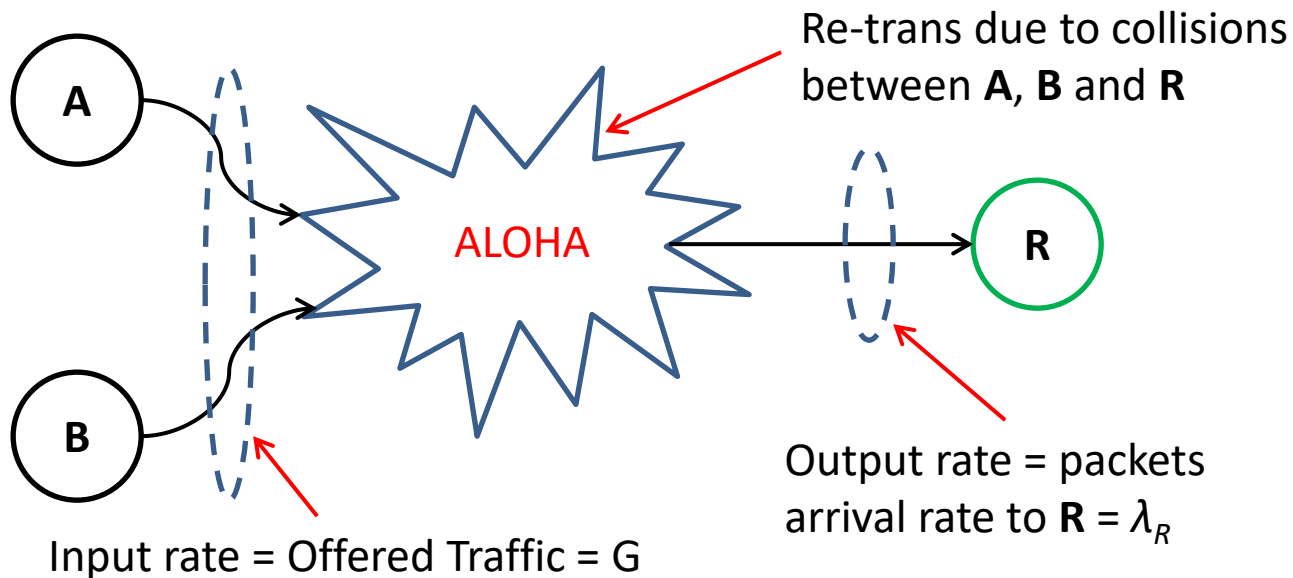 Re-trans due to collisions
between A, B and R
A
ALOHA
R
B
Output rate = packets
arrival rate to R = λR
Input rate = Offered Traffic = G